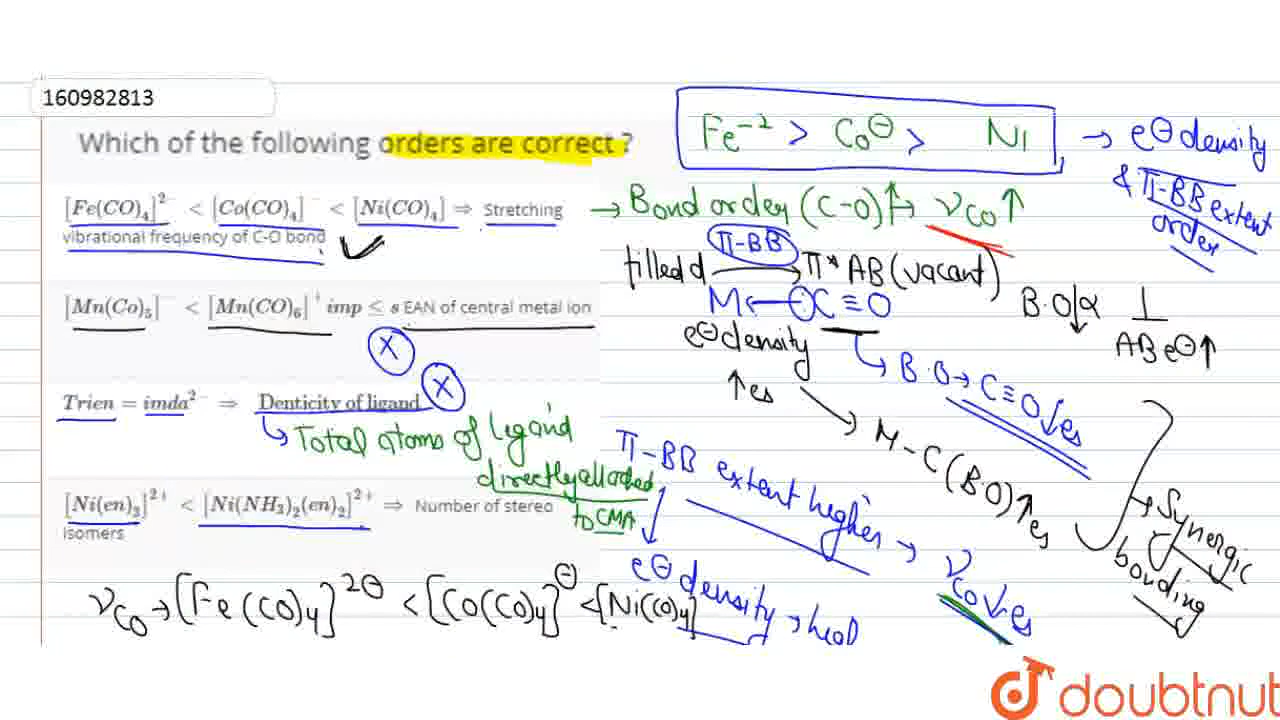 160982813
Which of the following orders are correct ?
[Fe(CO)₄]²⁻ < [Co(CO)₄]⁻ < [Ni(CO)₄] ⇒ Stretching
vibrational frequency of C-O bond
[Mn(Co)₅]⁻ < [Mn(CO)₆]⁺ imp ≤ s EAN of central metal ion
X
X
Trien = imda²⁻ ⇒ Denticity of ligand
Total atoms of ligand
directly attached
to CMA
[Ni(en)₃]²⁺ < [Ni(NH₃)₂(en)₂]²⁺ ⇒ Number of stereo
isomers
ν CO → [Fe(CO)₄]²⊖ < [Co(CO)₄]⊖ < [Ni(CO)₄]
Fe⁻² > Co⊖ > Ni → e⊖ density
& π-BB extent
order
→ Bond order (C-O)↑ → ν CO ↑
π-BB
filled d → π* AB (vacant)
M ← C≡O
e⊖ density
↑es
B.O↓ ∝ 1
AB e⊖↑
B.O → C≡O↓es
M-C (B.O)↑es
→ Synergic
bonding
π-BB extent higher → ν CO ↓es
e⊖ density →
doubtnut